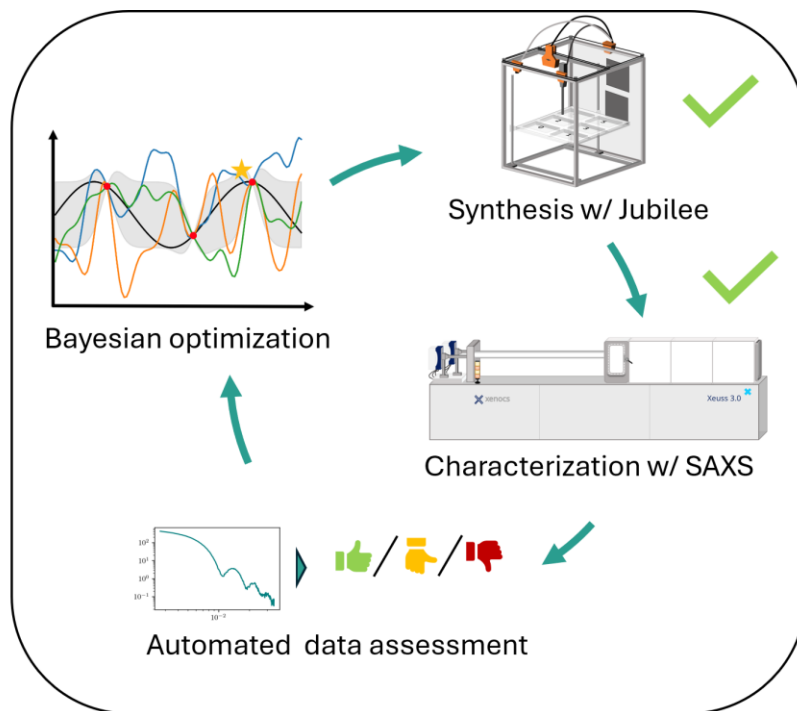 Synthesis w/ Jubilee
Bayesian optimization
xenocs
Xeuss 3.0
Characterization w/ SAXS
10²
10¹
10⁰
10⁻¹
10⁻²
Automated data assessment